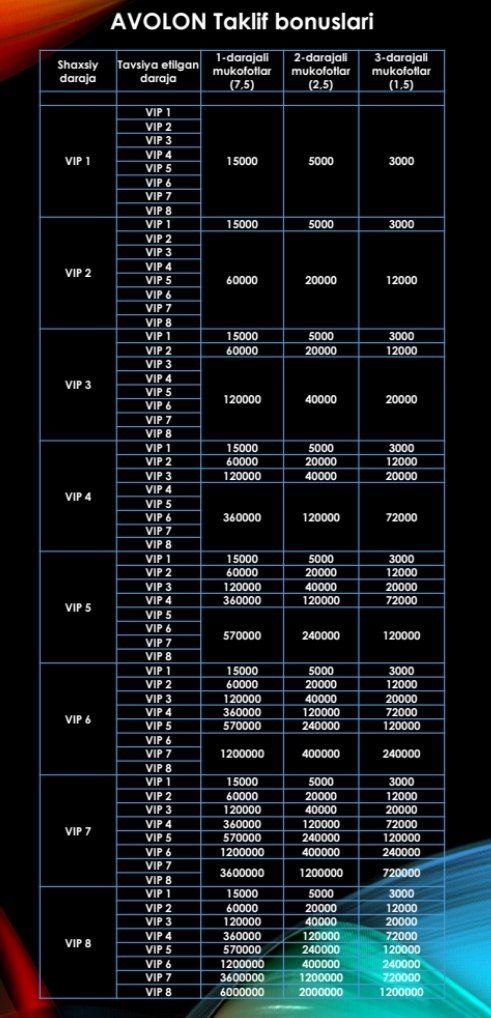 AVOLON Taklif bonuslari
Shaxsiy daraja Tavsiya etilgan daraja 1-darajali mukofotlar (7,5) 2-darajali mukofotlar (2,5) 3-darajali mukofotlar (1,5)
VIP 1
VIP 1 15000 5000 3000
VIP 2
VIP 3
VIP 4
VIP 5
VIP 6
VIP 7
VIP 8
VIP 2
VIP 1 15000 5000 3000
VIP 2 60000 20000 12000
VIP 3
VIP 4
VIP 5
VIP 6
VIP 7
VIP 8
VIP 3
VIP 1 15000 5000 3000
VIP 2 60000 20000 12000
VIP 3 120000 40000 20000
VIP 4
VIP 5
VIP 6
VIP 7
VIP 8
VIP 4
VIP 1 15000 5000 3000
VIP 2 60000 20000 12000
VIP 3 120000 40000 20000
VIP 4 360000 120000 72000
VIP 5
VIP 6
VIP 7
VIP 8
VIP 5
VIP 1 15000 5000 3000
VIP 2 60000 20000 12000
VIP 3 120000 40000 20000
VIP 4 360000 120000 72000
VIP 5 570000 240000 120000
VIP 6
VIP 7
VIP 8
VIP 6
VIP 1 15000 5000 3000
VIP 2 60000 20000 12000
VIP 3 120000 40000 20000
VIP 4 360000 120000 72000
VIP 5 570000 240000 120000
VIP 6 1200000 400000 240000
VIP 7
VIP 8
VIP 7
VIP 1 15000 5000 3000
VIP 2 60000 20000 12000
VIP 3 120000 40000 20000
VIP 4 360000 120000 72000
VIP 5 570000 240000 120000
VIP 6 1200000 400000 240000
VIP 7 3600000 1200000 720000
VIP 8
VIP 8
VIP 1 15000 5000 3000
VIP 2 60000 20000 12000
VIP 3 120000 40000 20000
VIP 4 360000 120000 72000
VIP 5 570000 240000 120000
VIP 6 1200000 400000 240000
VIP 7 3600000 1200000 720000
VIP 8 6000000 2000000 1200000